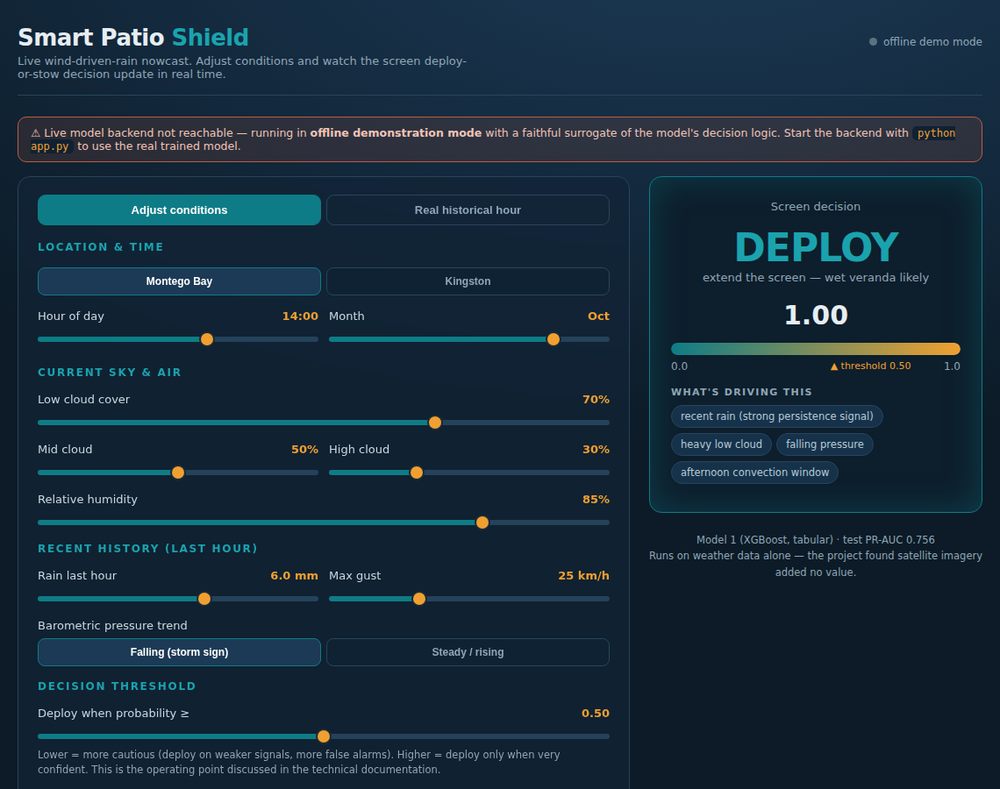 Smart Patio Shield
offline demo mode
Live wind-driven-rain nowcast. Adjust conditions and watch the screen deploy-
or-stow decision update in real time.
⚠ Live model backend not reachable — running in offline demonstration mode with a faithful surrogate of the model's decision logic. Start the backend with python
app.py to use the real trained model.
Adjust conditions
Real historical hour
LOCATION & TIME
Montego Bay
Kingston
Hour of day 14:00
Month Oct
CURRENT SKY & AIR
Low cloud cover 70%
Mid cloud 50%
High cloud 30%
Relative humidity 85%
RECENT HISTORY (LAST HOUR)
Rain last hour 6.0 mm
Max gust 25 km/h
Barometric pressure trend
Falling (storm sign)
Steady / rising
DECISION THRESHOLD
Deploy when probability ≥ 0.50
Lower = more cautious (deploy on weaker signals, more false alarms). Higher = deploy only when very
confident. This is the operating point discussed in the technical documentation.
Screen decision
DEPLOY
extend the screen — wet veranda likely
1.00
0.0 ▲ threshold 0.50 1.0
WHAT'S DRIVING THIS
recent rain (strong persistence signal)
heavy low cloud
falling pressure
afternoon convection window
Model 1 (XGBoost, tabular) · test PR-AUC 0.756
Runs on weather data alone — the project found satellite imagery
added no value.